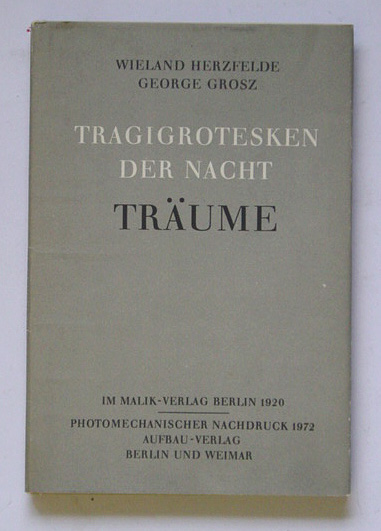 WIELAND HERZFELDE
GEORGE GROSZ
TRAGIGROTESKEN
DER NACHT
TRÄUME
IM MALIK-VERLAG BERLIN 1920
PHOTOMECHANISCHER NACHDRUCK 1972
AUFBAU-VERLAG
BERLIN UND WEIMAR